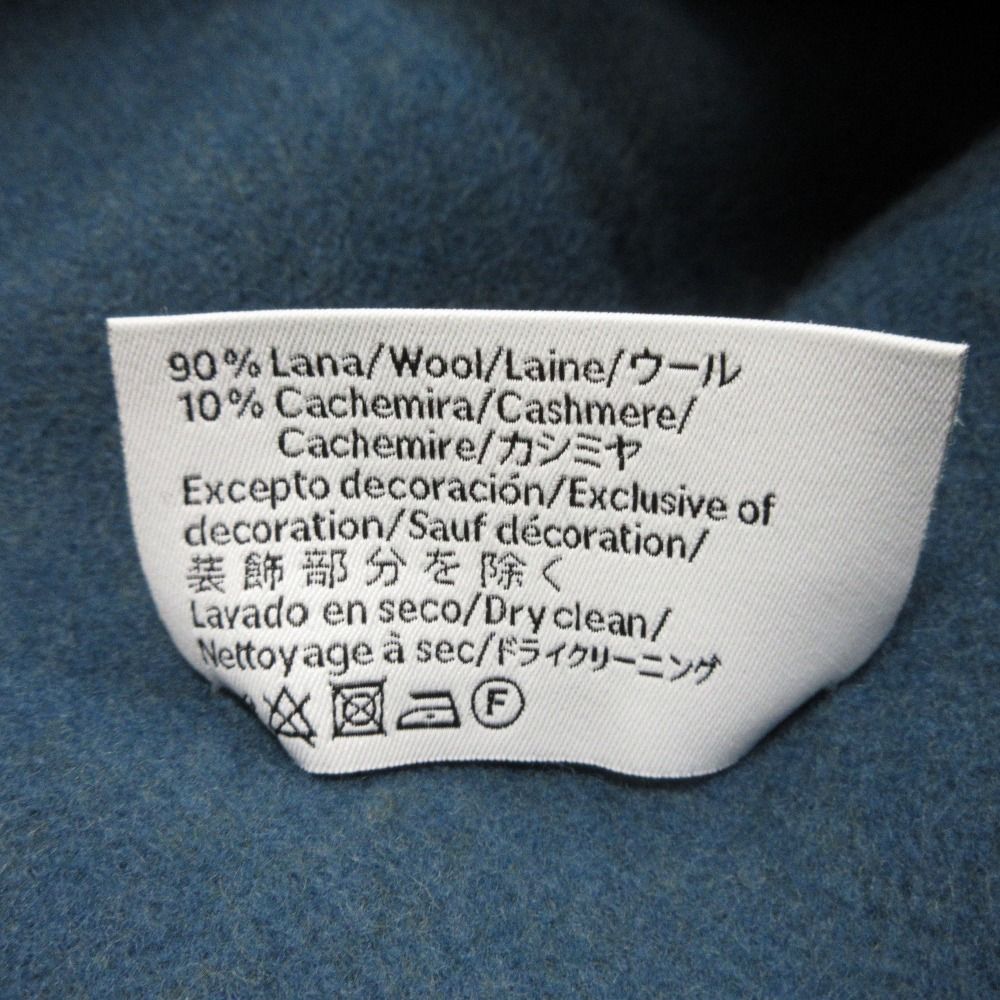 90% Lana/Wool/Laine/ウール
10% Cachemira/Cashmere/
Cachemire/カシミヤ
Excepto decoración/Exclusive of
decoration/Sauf décoration/
装飾部分を除く
Lavado en seco/Dry clean/
Nettoyage à sec/ドライクリーニング
F